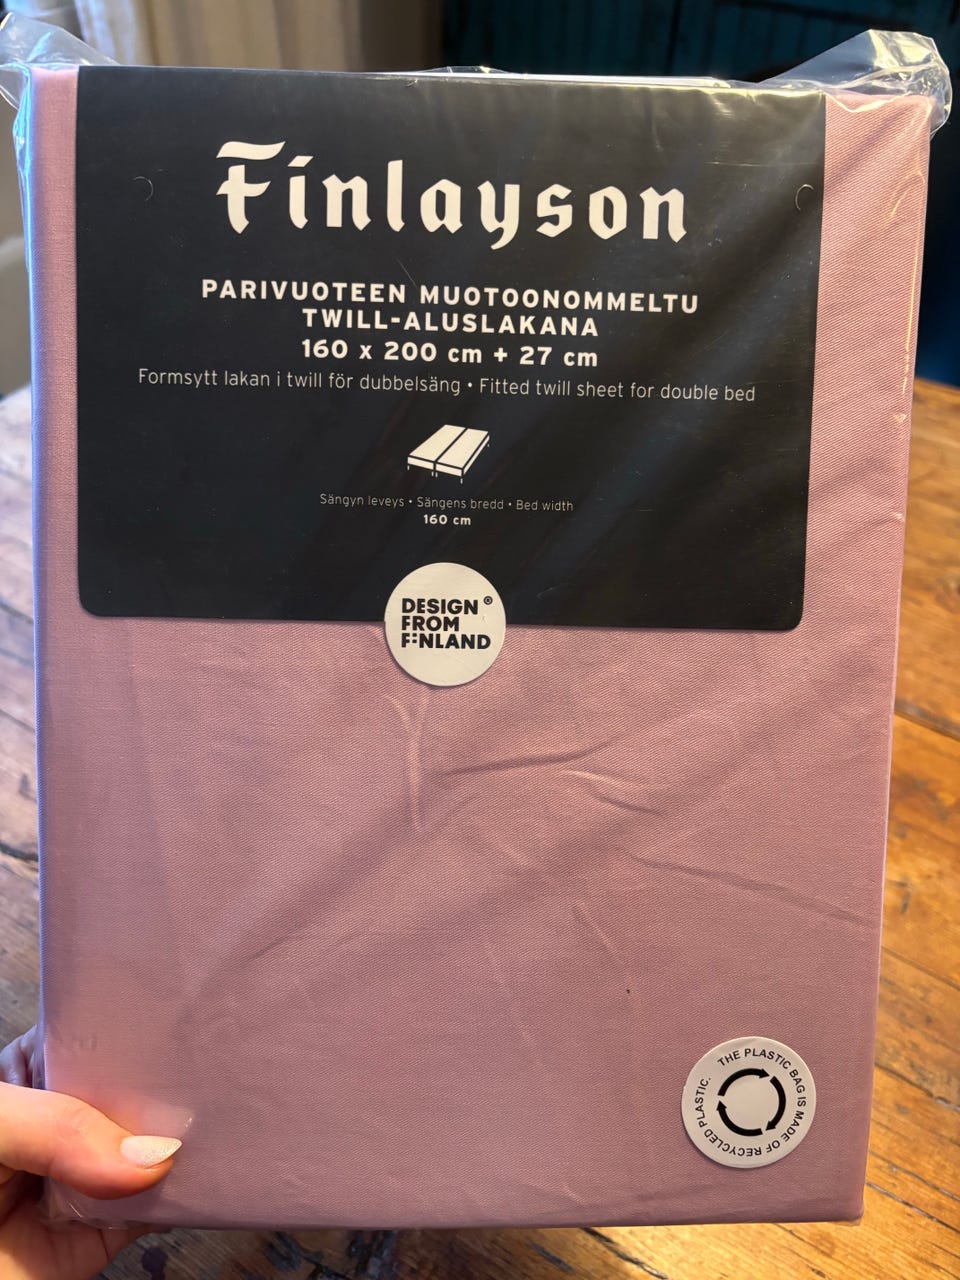 Finlayson
PARIVUOTEEN MUOTOONOMMELTU
TWILL-ALUSLAKANA
160 x 200 cm + 27 cm
Formsytt lakan i twill för dubbelsäng • Fitted twill sheet for double bed
Sängyn leveys • Sängens bredd • Bed width
160 cm
DESIGN
FROM
FINLAND
THE PLASTIC BAG IS MADE OF RECYCLED PLASTIC.